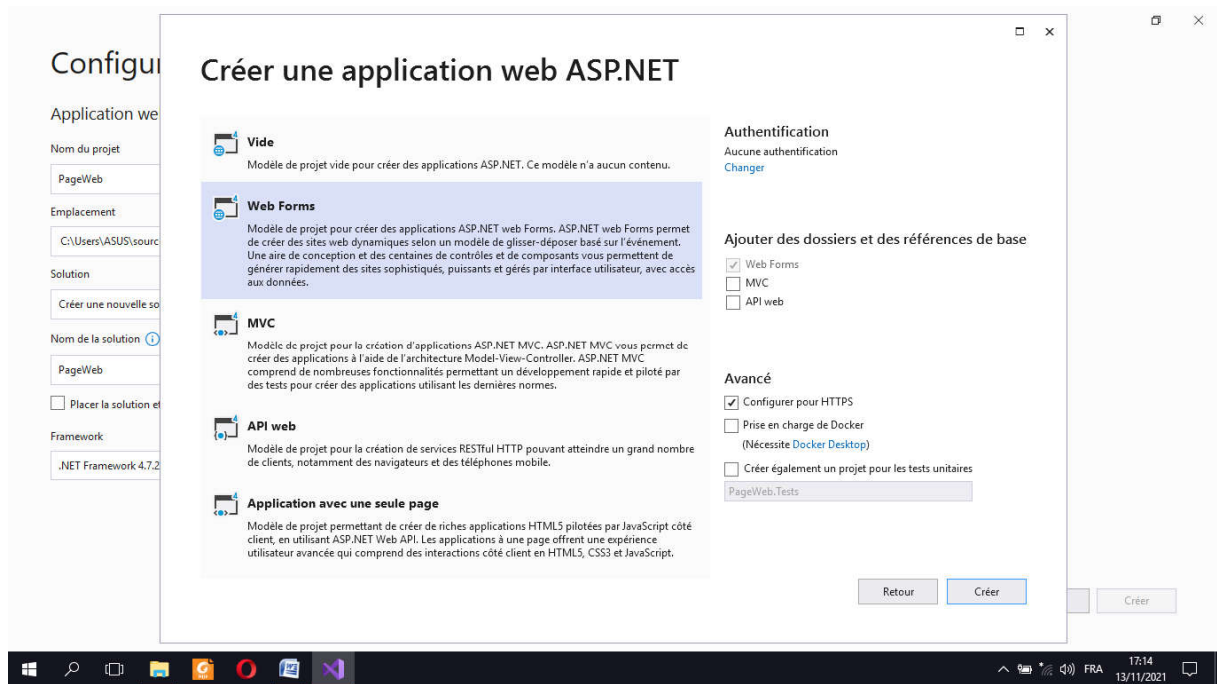 Configur
Application we
Nom du projet
PageWeb
Emplacement
C:\Users\ASUS\sourc
Solution
Créer une nouvelle so
Nom de la solution
PageWeb
Placer la solution et
Framework
.NET Framework 4.7.2
Créer une application web ASP.NET
Vide
Modèle de projet vide pour créer des applications ASP.NET. Ce modèle n'a aucun contenu.
Web Forms
Modèle de projet pour créer des applications ASP.NET web Forms. ASP.NET web Forms permet
de créer des sites web dynamiques selon un modèle de glisser-déposer basé sur l'événement.
Une aire de conception et des centaines de contrôles et de composants vous permettent de
générer rapidement des sites sophistiqués, puissants et gérés par interface utilisateur, avec accès
aux données.
MVC
Modèle de projet pour la création d'applications ASP.NET MVC. ASP.NET MVC vous permet de
créer des applications à l'aide de l'architecture Model-View-Controller. ASP.NET MVC
comprend de nombreuses fonctionnalités permettant un développement rapide et piloté par
des tests pour créer des applications utilisant les dernières normes.
API web
Modèle de projet pour la création de services RESTful HTTP pouvant atteindre un grand nombre
de clients, notamment des navigateurs et des téléphones mobile.
Application avec une seule page
Modèle de projet permettant de créer de riches applications HTML5 pilotées par JavaScript côté
client, en utilisant ASP.NET Web API. Les applications à une page offrent une expérience
utilisateur avancée qui comprend des interactions côté client en HTML5, CSS3 et JavaScript.
Authentification
Aucune authentification
Changer
Ajouter des dossiers et des références de base
Web Forms
MVC
API web
Avancé
Configurer pour HTTPS
Prise en charge de Docker
(Nécessite Docker Desktop)
Créer également un projet pour les tests unitaires
PageWeb.Tests
Retour
Créer
Créer
FRA
17:14
13/11/2021